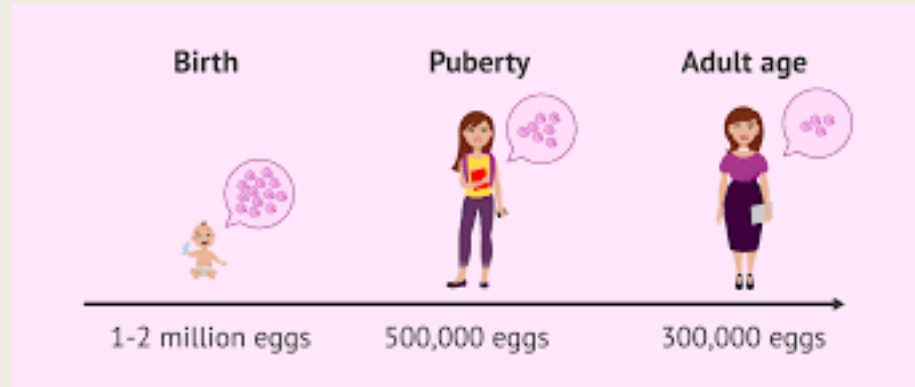 Birth
Puberty
Adult age
1-2 million eggs
500,000 eggs
300,000 eggs